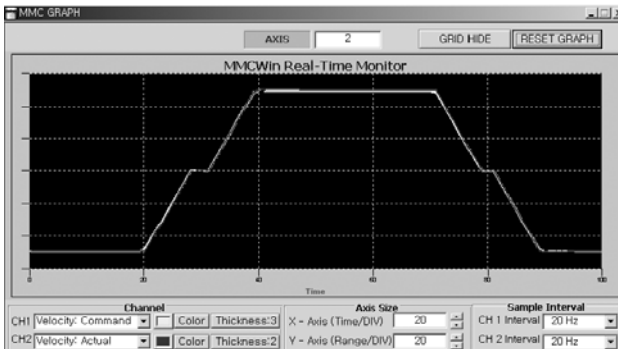 MMC GRAPH
AXIS 2 GRID HIDE RESET GRAPH
MMCWin Real-Time Monitor
0 20 40 60 80 100
Time
Channel Axis Size Sample Interval
CH1 Velocity: Command Color Thickness:3 X - Axis (Time/DIV) 20 CH 1 Interval 20 Hz
CH2 Velocity: Actual Color Thickness:2 Y - Axis (Range/DIV) 20 CH 2 Interval 20 Hz